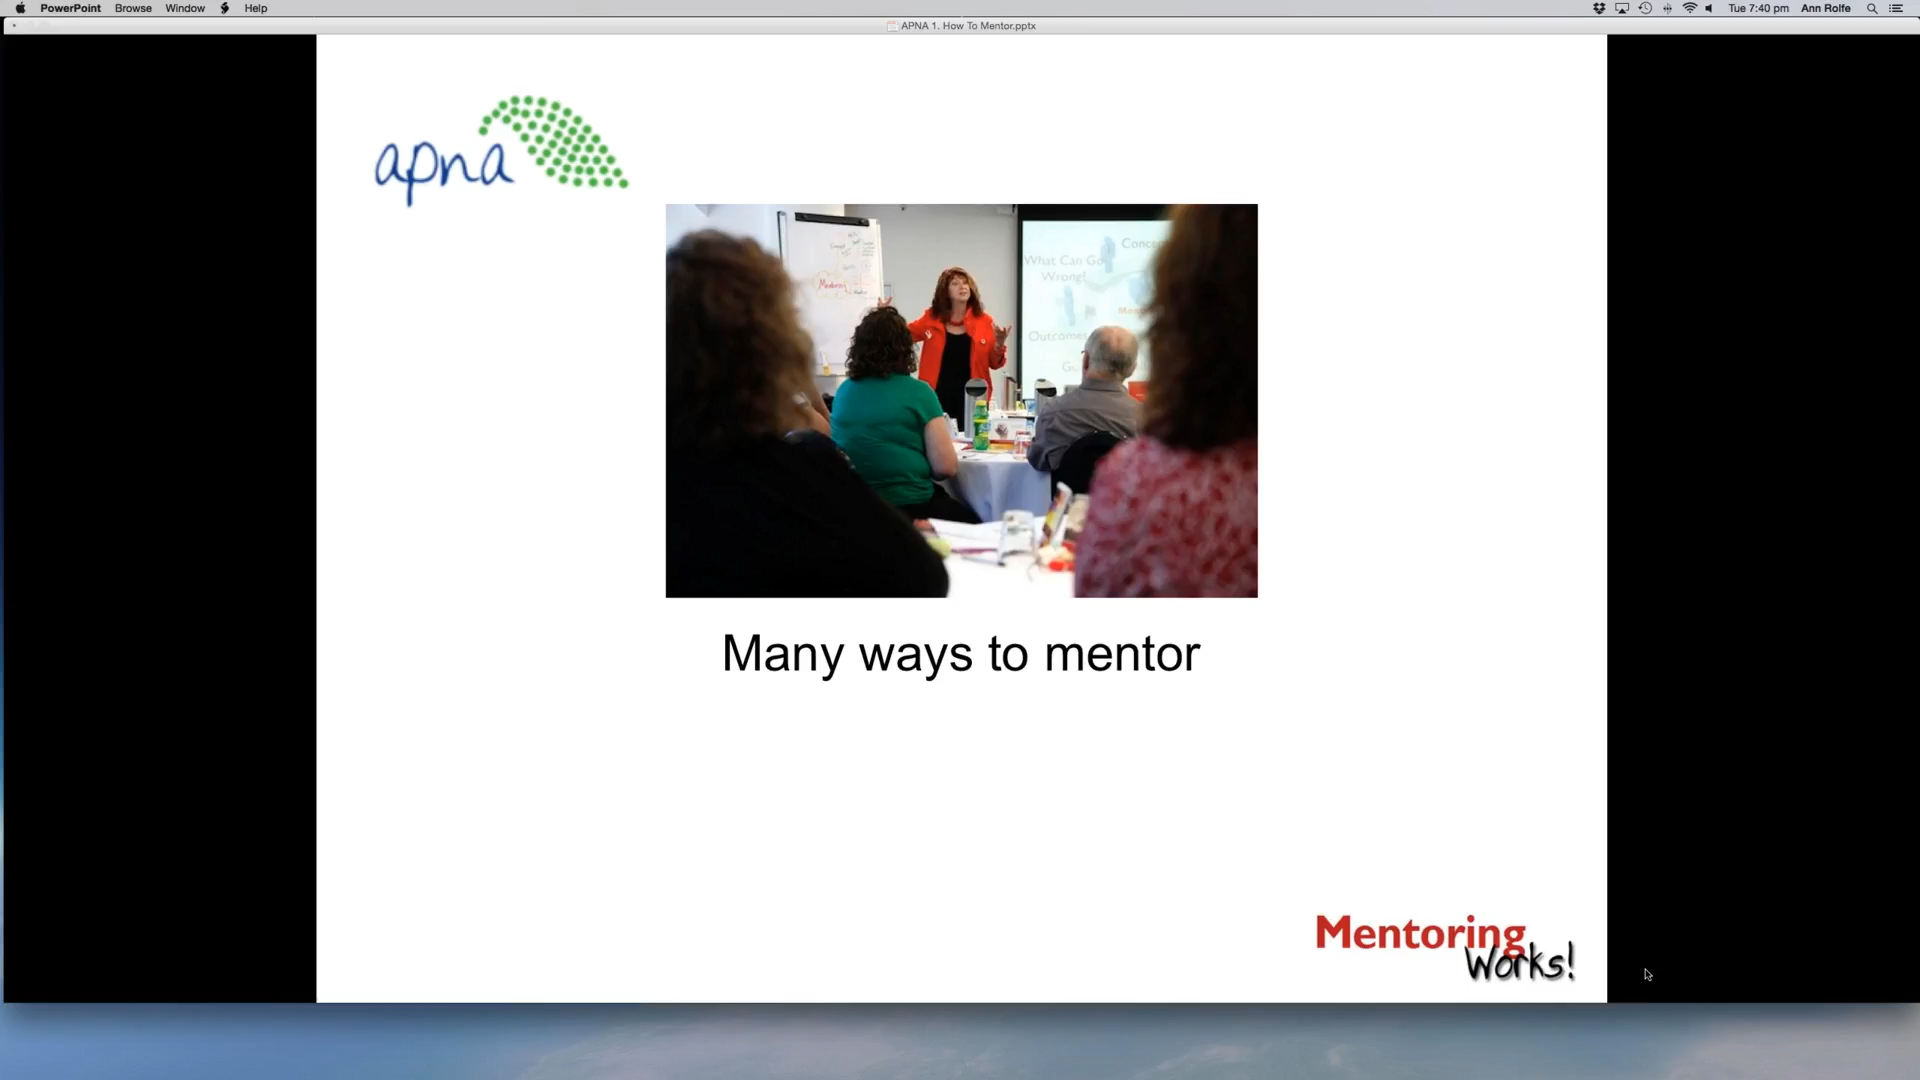 PowerPoint Browse Window Help
Tue 7:40 pm Ann Rolfe
APNA 1. How To Mentor.pptx
apna
What Can Go
Wrong?
Outcomes
Many ways to mentor
Mentoring
Works!